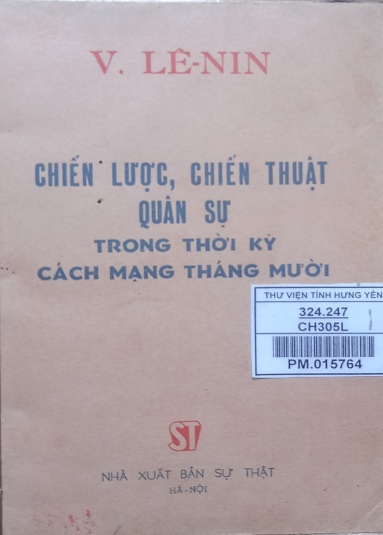 V. LÊ-NIN
CHIẾN LƯỢC, CHIẾN THUẬT
QUÂN SỰ
TRONG THỜI KỲ
CÁCH MẠNG THÁNG MƯỜI
THƯ VIỆN TỈNH HƯNG YÊN
324.247
CH305L
PM.015764
ST
NHÀ XUẤT BẢN SỰ THẬT
HÀ-NỘI